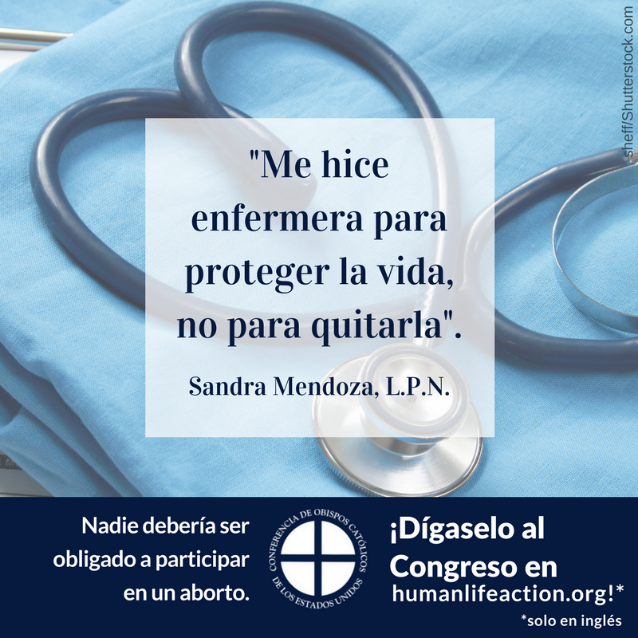 sheff/Shutterstock.com
"Me hice
enfermera para
proteger la vida,
no para quitarla".
Sandra Mendoza, L.P.N.
Nadie debería ser
obligado a participar
en un aborto.
CONFERENCIA DE OBISPOS CATÓLICOS
DE LOS ESTADOS UNIDOS
¡Dígaselo al
Congreso en
humanlifeaction.org!*
*solo en inglés